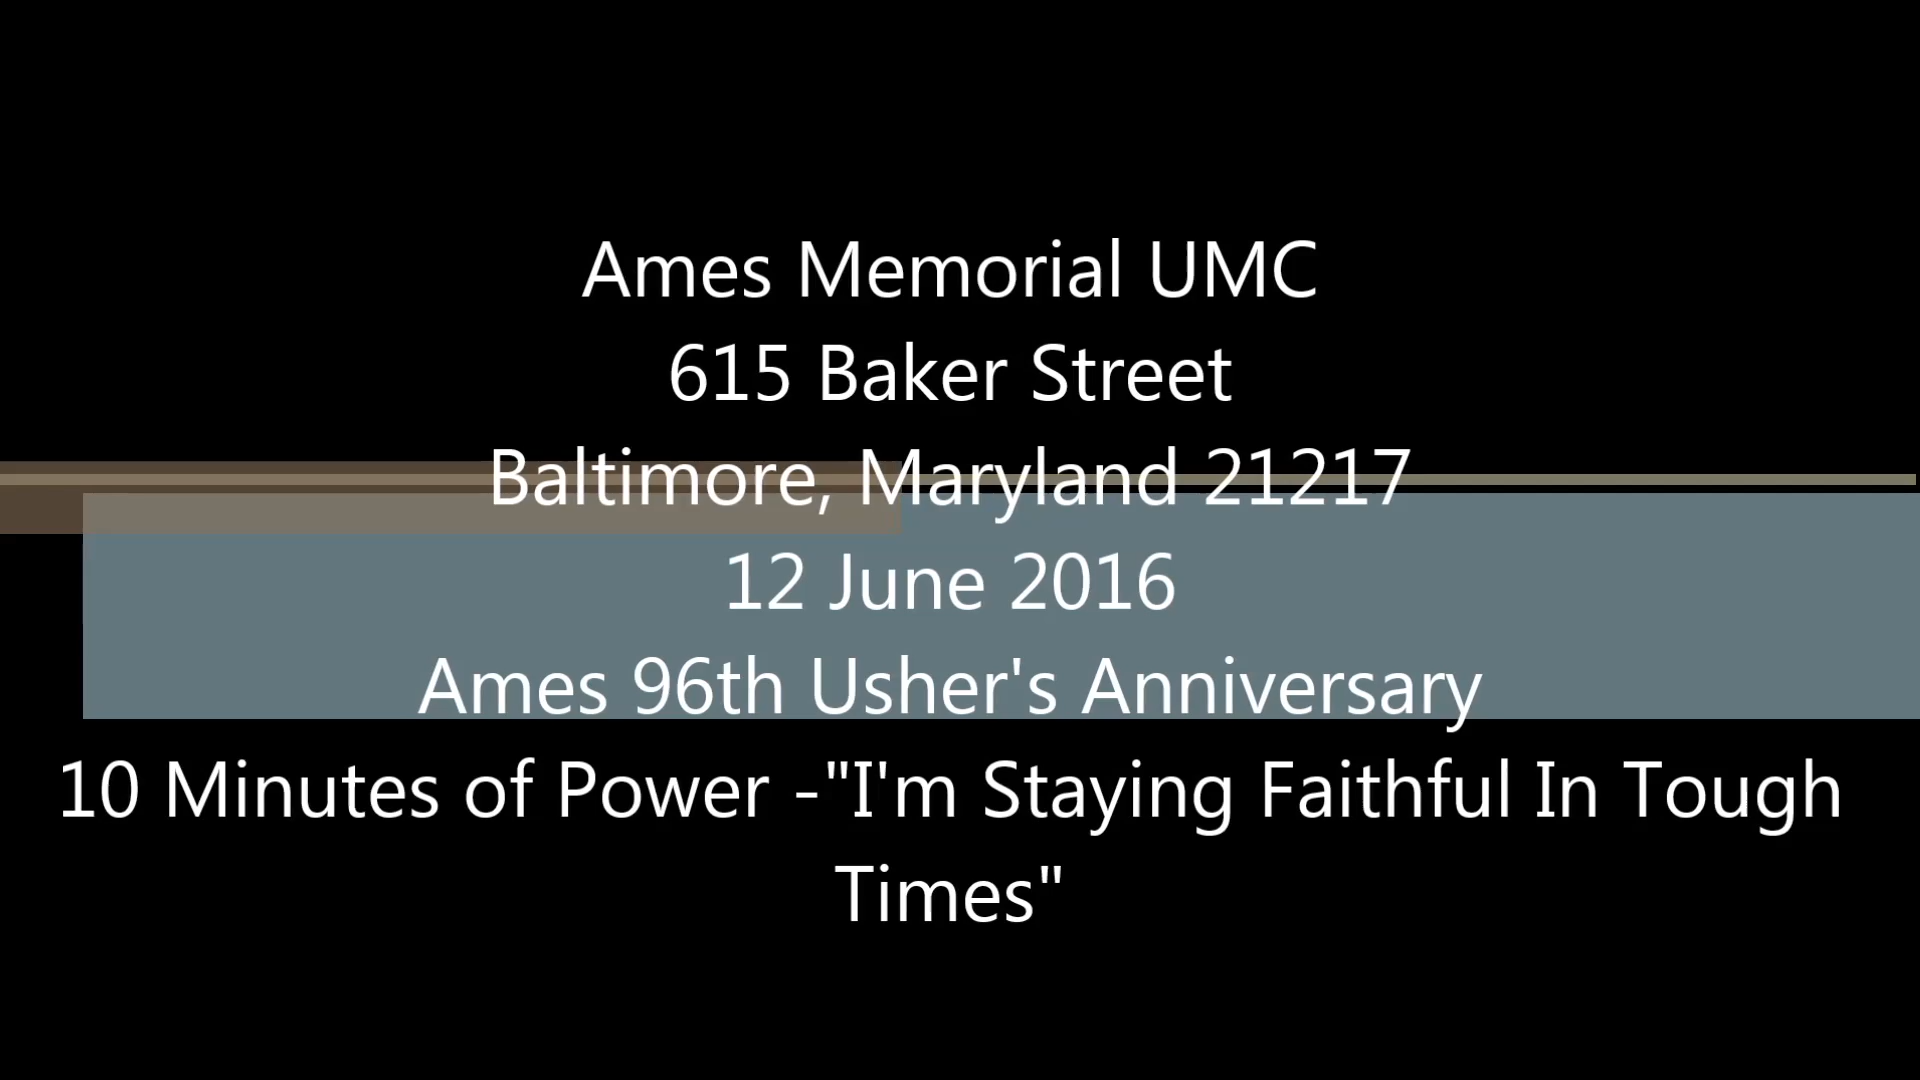 Ames Memorial UMC
615 Baker Street
Baltimore, Maryland 21217
12 June 2016
Ames 96th Usher's Anniversary
10 Minutes of Power -"I'm Staying Faithful In Tough
Times"